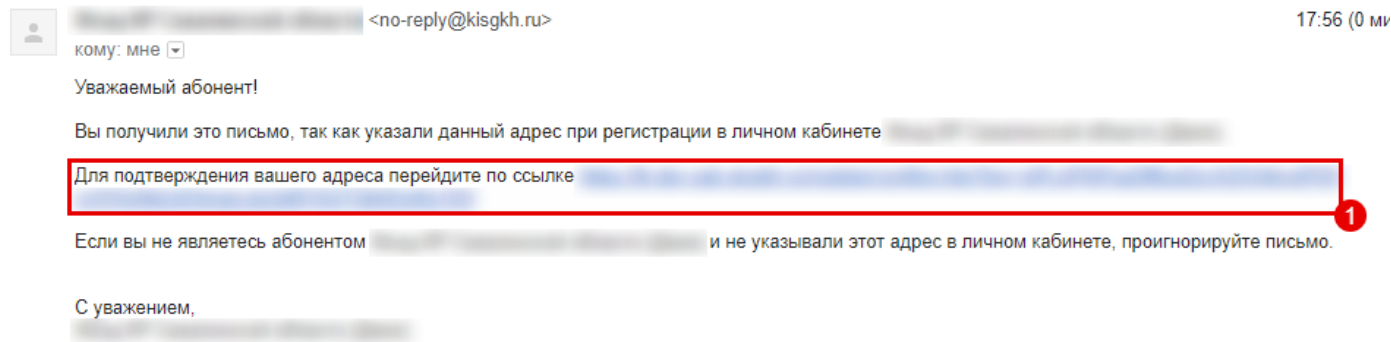 <no-reply@kisgkh.ru> 17:56 (0 ми
кому: мне
Уважаемый абонент!
Вы получили это письмо, так как указали данный адрес при регистрации в личном кабинете
Для подтверждения вашего адреса перейдите по ссылке
1
Если вы не являетесь абонентом и не указывали этот адрес в личном кабинете, проигнорируйте письмо.
С уважением,